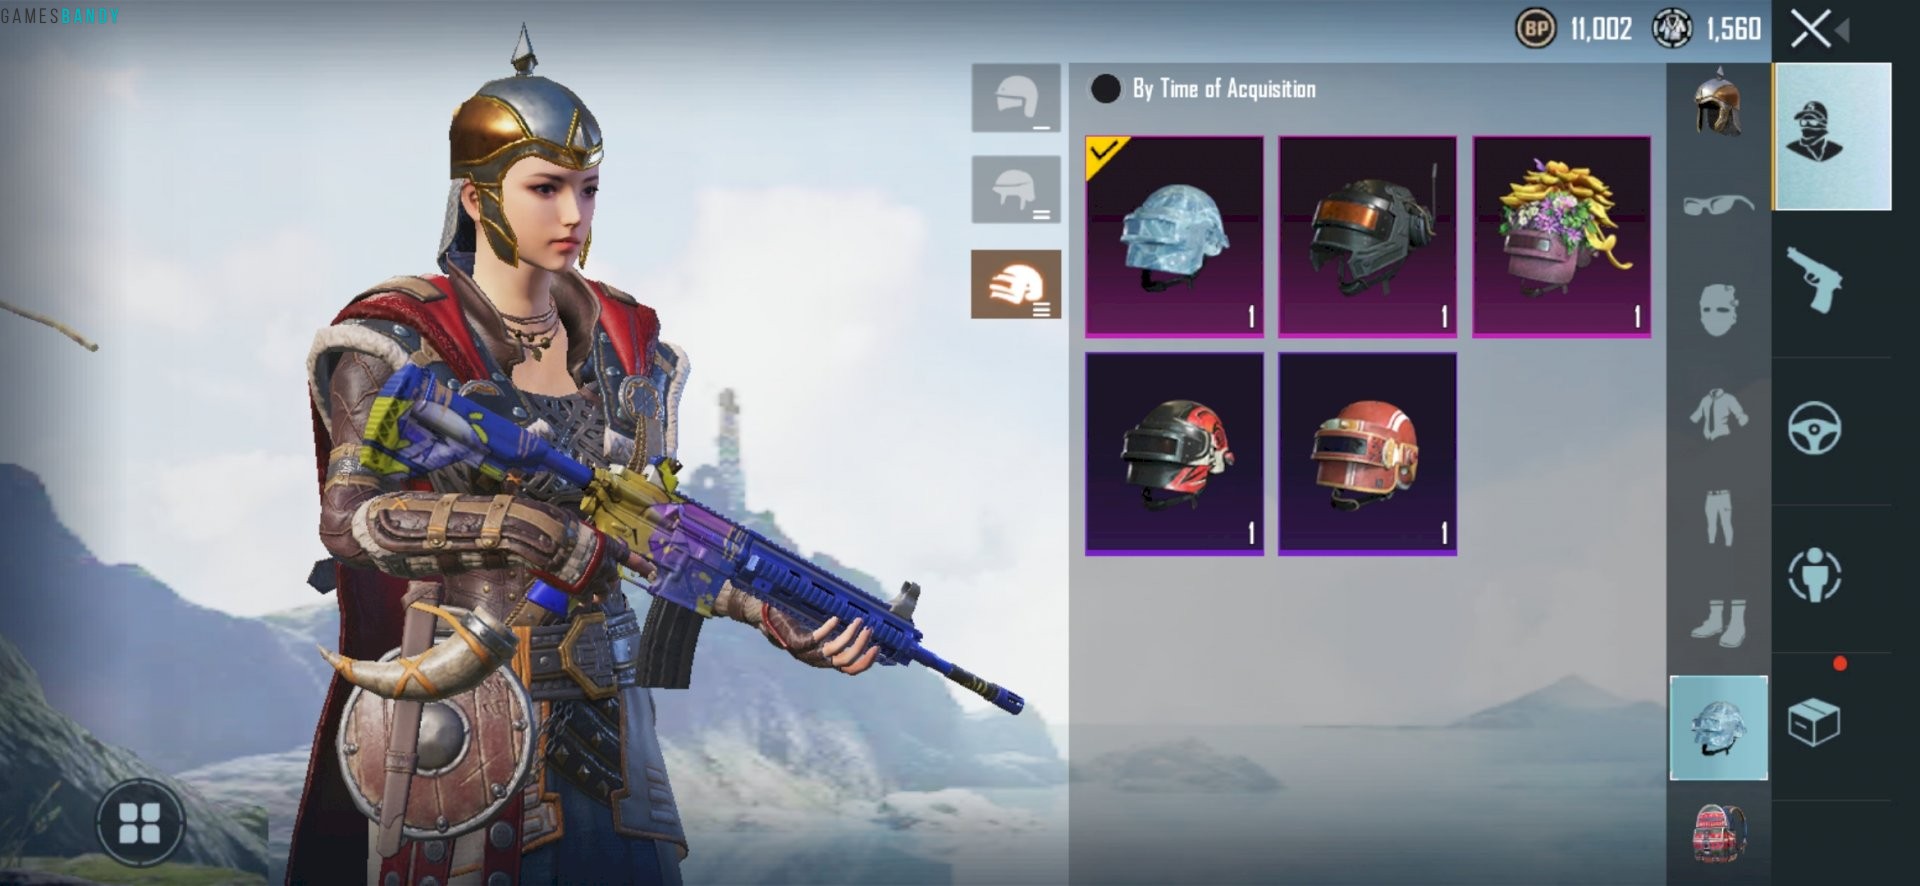 GAMESBANDY
BP 11,002 1,560
By Time of Acquisition
1 1 1
1 1